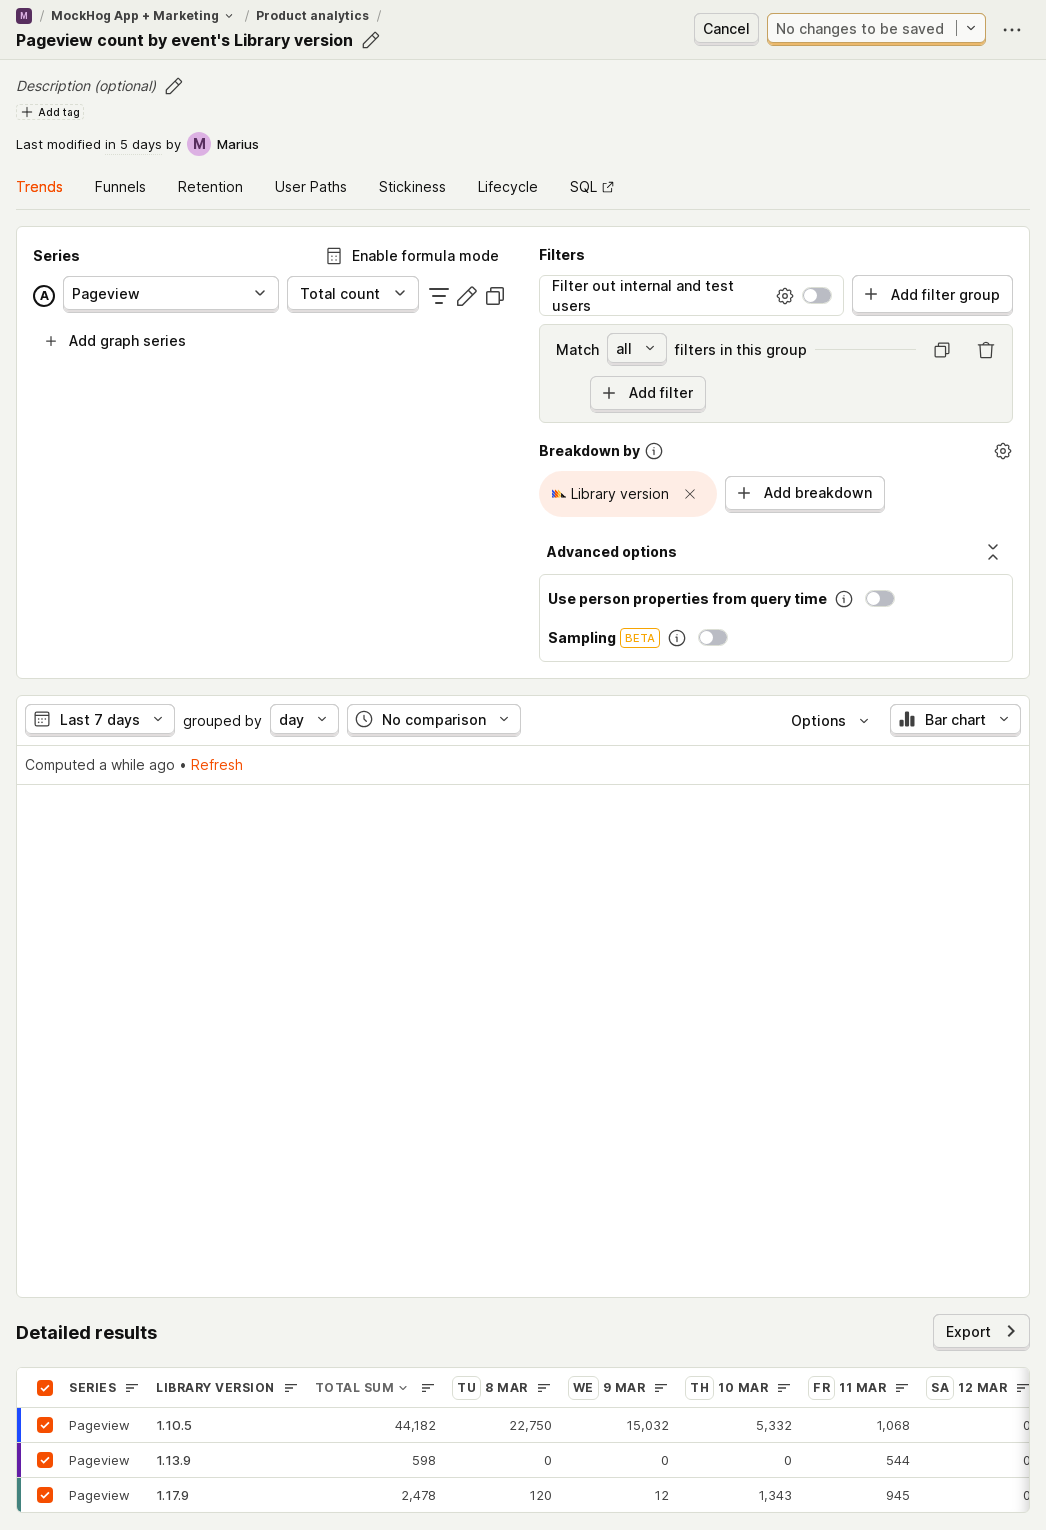 M / MockHog App + Marketing / Product analytics /
Pageview count by event's Library version
Cancel
No changes to be saved
Description (optional)
Add tag
Last modified in 5 days by M Marius
Trends Funnels Retention User Paths Stickiness Lifecycle SQL
Series
Enable formula mode
A Pageview Total count
Add graph series
Filters
Filter out internal and test
users
Add filter group
Match all filters in this group
Add filter
Breakdown by
Library version
Add breakdown
Advanced options
Use person properties from query time
Sampling BETA
Last 7 days grouped by day No comparison Options Bar chart
Computed a while ago • Refresh
Detailed results
Export
SERIES LIBRARY VERSION TOTAL SUM TU 8 MAR WE 9 MAR TH 10 MAR FR 11 MAR SA 12 MAR
Pageview 1.10.5 44,182 22,750 15,032 5,332 1,068 0
Pageview 1.13.9 598 0 0 0 544 0
Pageview 1.17.9 2,478 120 12 1,343 945 0